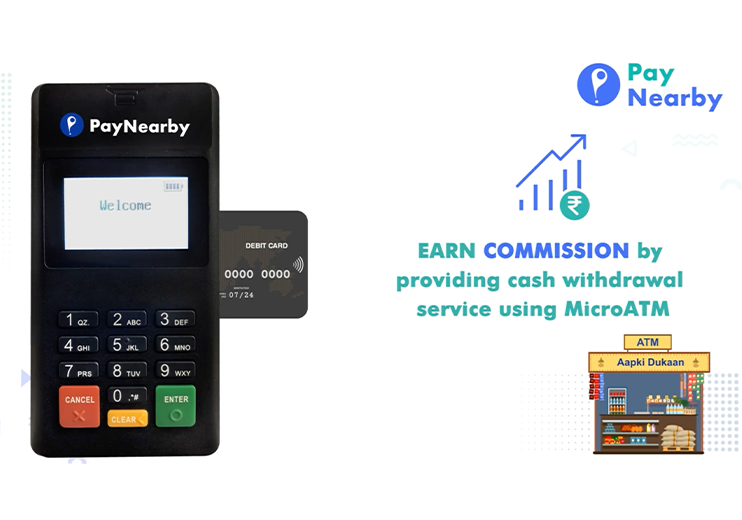 PayNearby
Welcome
DEBIT CARD
0000 0000
07/24
1 QZ. 2 ABC 3 DEF
4 GHI 5 JKL 6 MNO
7 PRS 8 TUV 9 WXY
CANCEL 0 .*# ENTER
CLEAR
Pay
Nearby
₹
EARN COMMISSION by
providing cash withdrawal
service using MicroATM
ATM
Aapki Dukaan